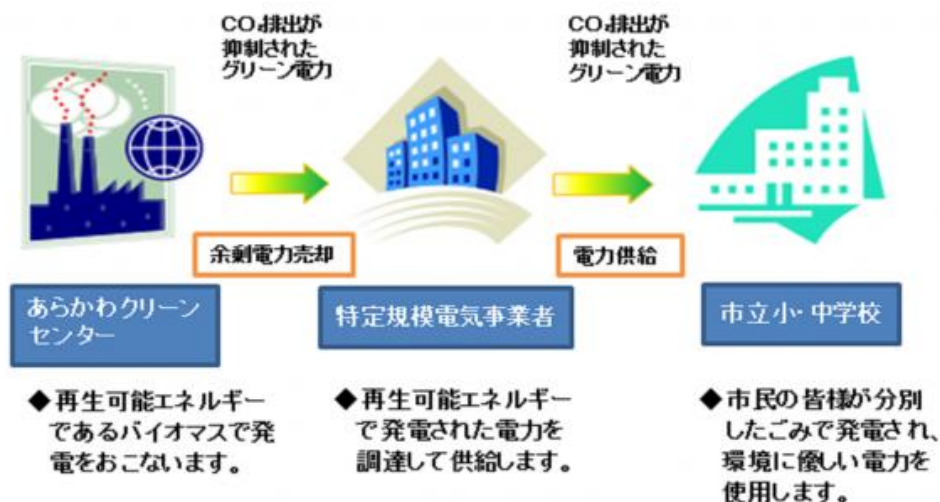 CO₂排出が
抑制された
グリーン電力
CO₂排出が
抑制された
グリーン電力
余剰電力売却
電力供給
あらかわクリーン
センター
特定規模電気事業者
市立小・中学校
◆再生可能エネルギー
であるバイオマスで発
電をおこないます。
◆再生可能エネルギー
で発電された電力を
調達して供給します。
◆市民の皆様が分別
したごみで発電され、
環境に優しい電力を
使用します。